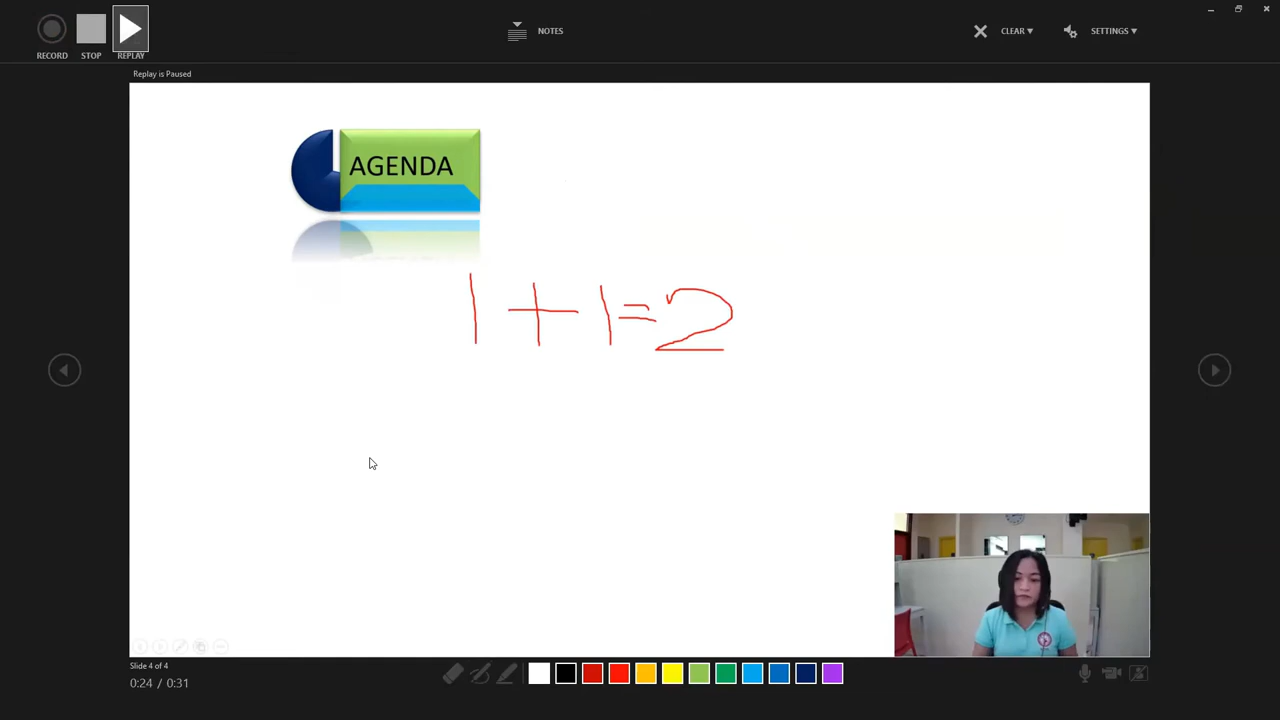 RECORD STOP REPLAY
NOTES
CLEAR SETTINGS
Replay is Paused
AGENDA
1 + 1 = 2
Slide 4 of 4
0:24 / 0:31